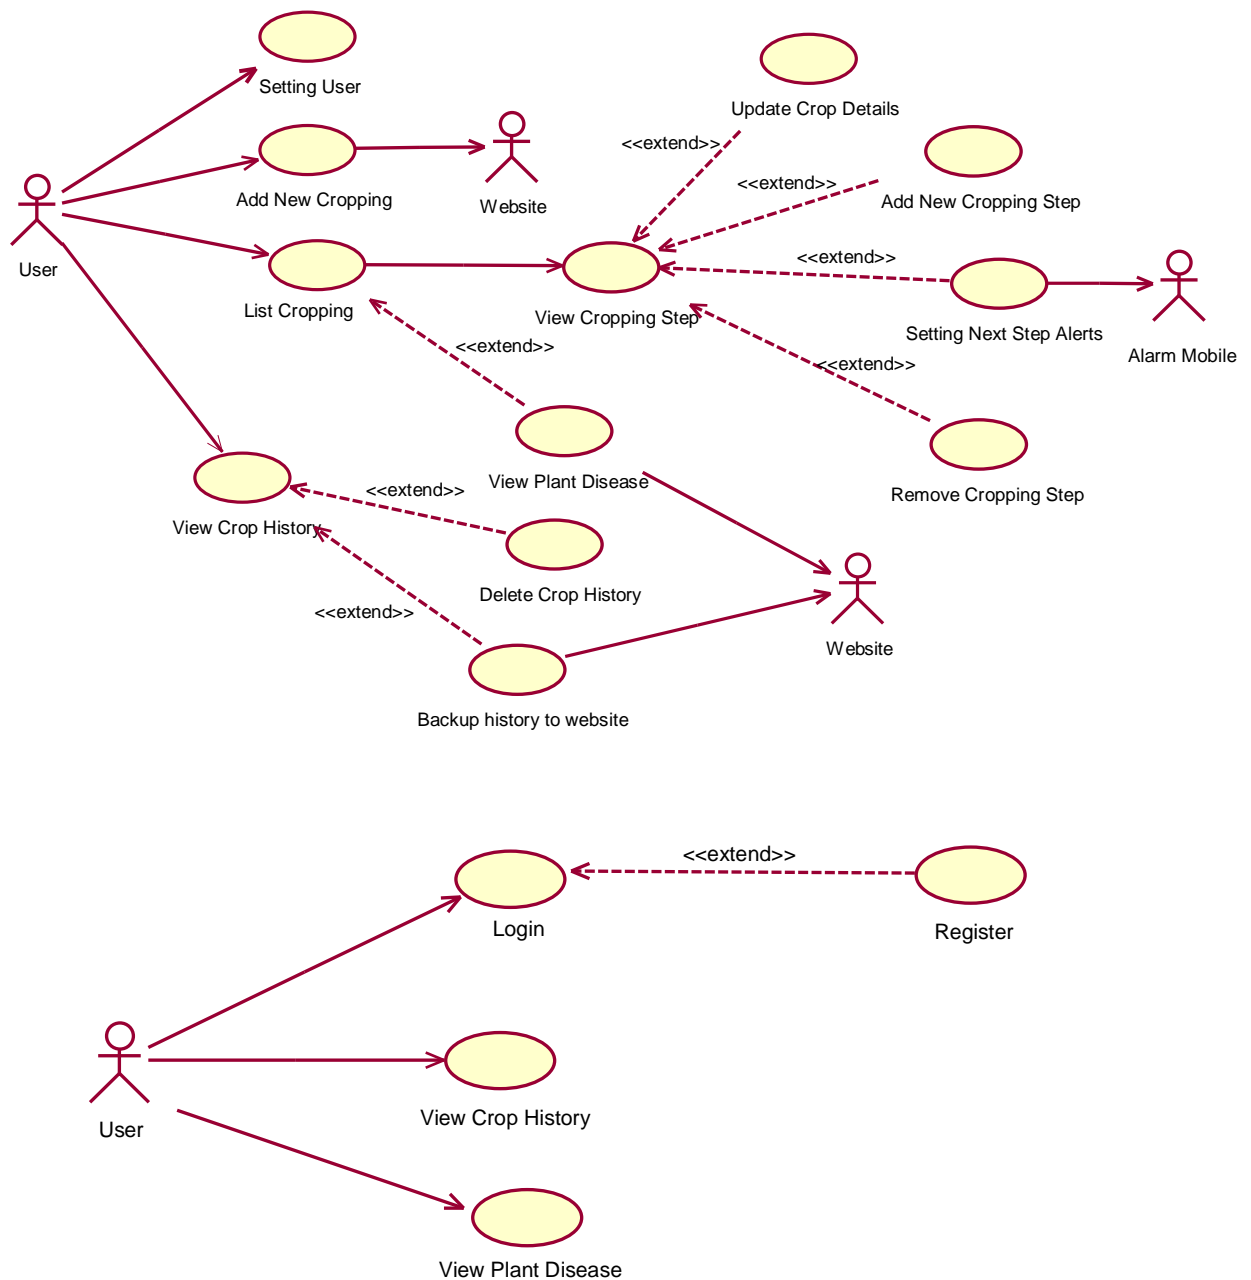 Setting User
Update Crop Details
<<extend>>
Add New Cropping
Website
<<extend>>
Add New Cropping Step
User
<<extend>>
List Cropping
View Cropping Step
Setting Next Step Alerts
Alarm Mobile
<<extend>>
<<extend>>
View Plant Disease
<<extend>>
Remove Cropping Step
View Crop History
Delete Crop History
<<extend>>
Website
Backup history to website
<<extend>>
Login
Register
View Crop History
User
View Plant Disease